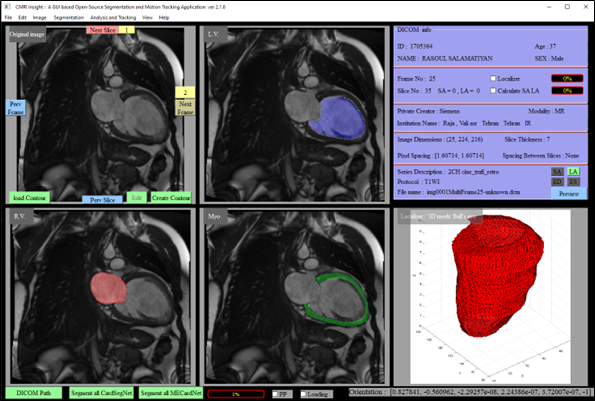 CMRI Insight : A GUI based Open-Source Segmentation and Motion Tracking Application ver 2.1.6
File Edit Image Segmentation Analysis and Tracking View Help
Original image
Next Slice 1
L.V.
2
Next Frame
Perv Frame
load Contour
Perv Slice
Edit
Create Contour
DICOM info
ID : 1705364 Age : 37
NAME : RASOUL SALAMATIYAN SEX : Male
Frame No : 25 Localizer 0%
Slice No : 35 SA = 0 , LA = 0 Calculate SA LA 0%
Private Creator : Siemens Modality : MR
Institution Name : Raja , Vali asr Tehran Tehran IR
Image Dimensions : (25, 224, 216) Slice Thickness : 7
Pixel Spacing : [1.60714, 1.60714] Spacing Between Slices : None
Series Description : 2CH cine_trufi_retro SA LA
Protocol : T1WI ED ES
File name : img0001MultiFrame25-unknown.dcm Preview
R.V.
Myo
Localizer / 3D mode Bull's
DICOM Path
Segment all CardSegNet
Segment all MECardNet
0%
PP
Loading
Orientation : [0.827841, -0.560962, -2.29257e-08, 2.24386e-07, 3.72007e-07, -1]